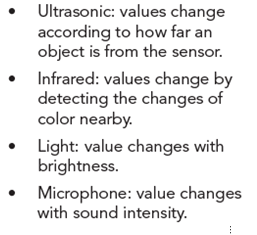 • Ultrasonic: values change
according to how far an
object is from the sensor.
• Infrared: values change by
detecting the changes of
color nearby.
• Light: value changes with
brightness.
• Microphone: value changes
with sound intensity.